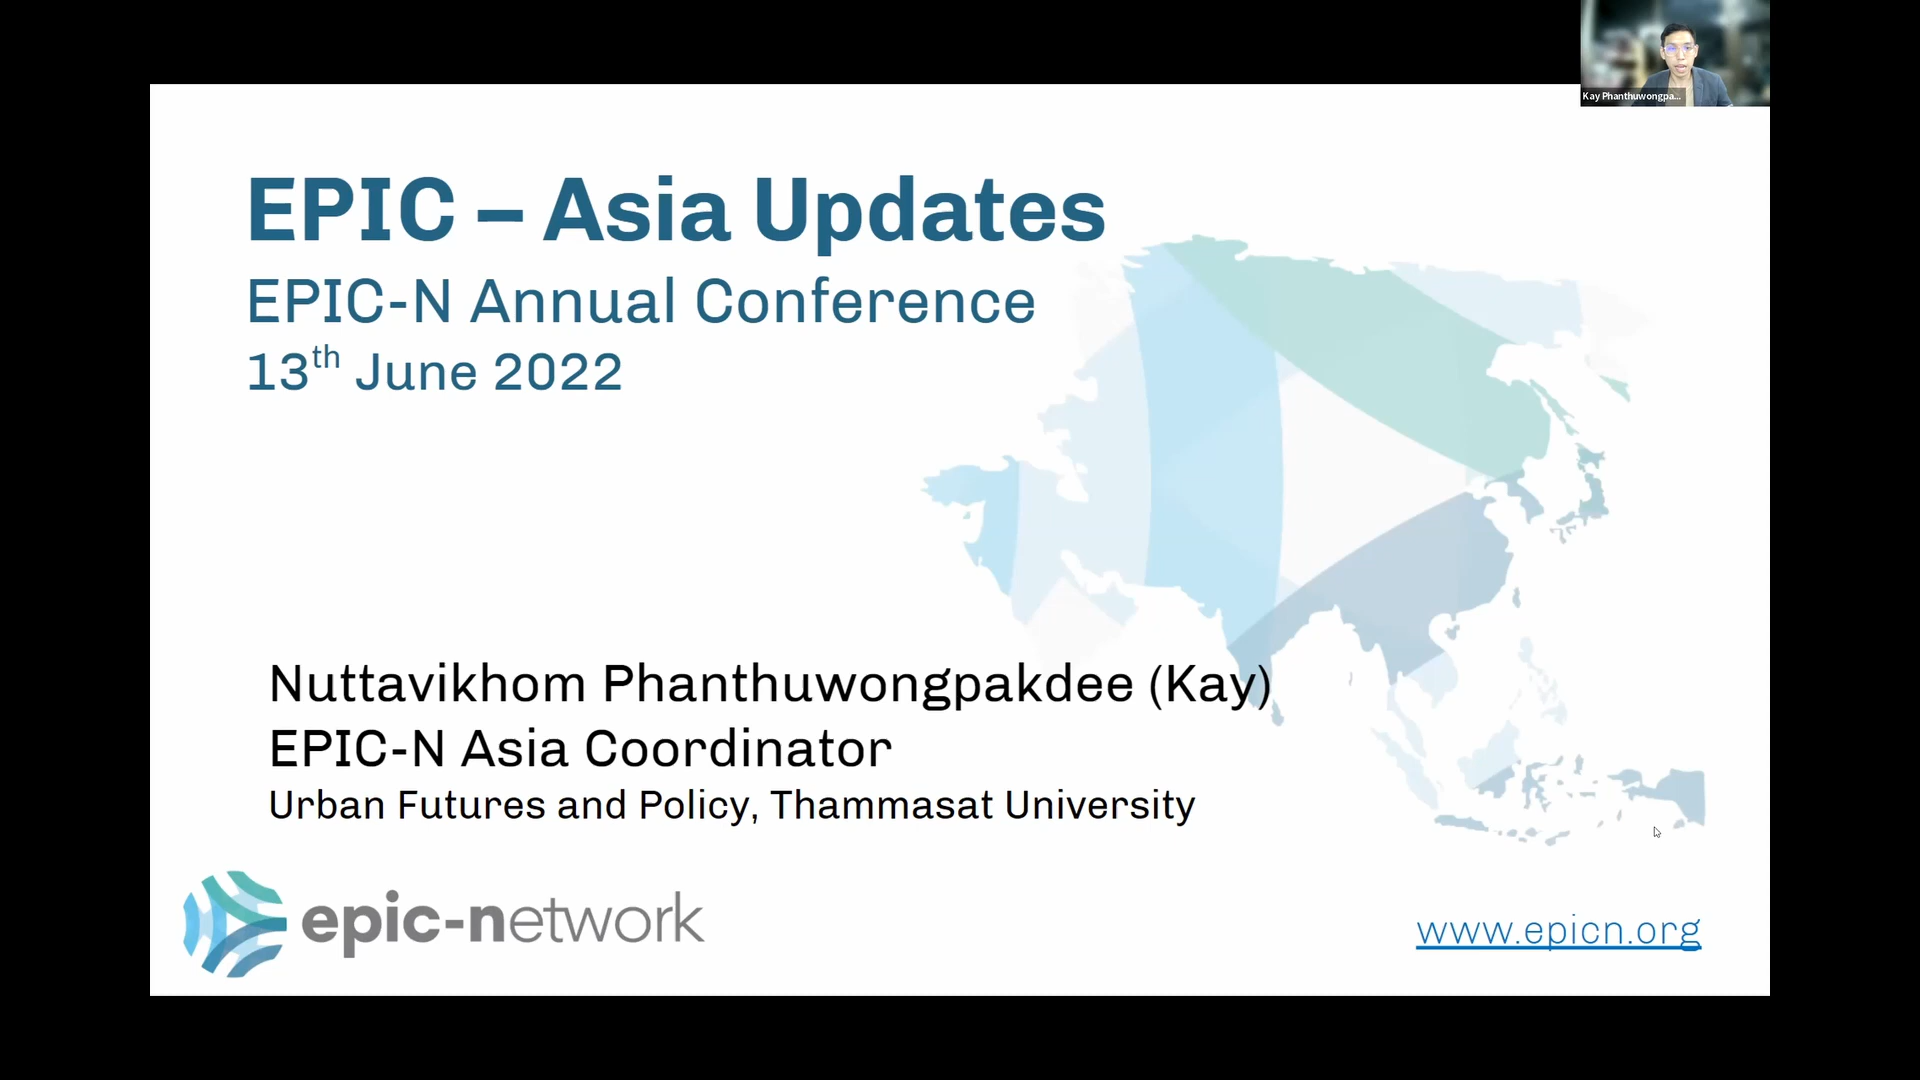 Kay Phanthuwongpa...
EPIC – Asia Updates
EPIC-N Annual Conference
13th June 2022
Nuttavikhom Phanthuwongpakdee (Kay)
EPIC-N Asia Coordinator
Urban Futures and Policy, Thammasat University
epic-network
www.epicn.org